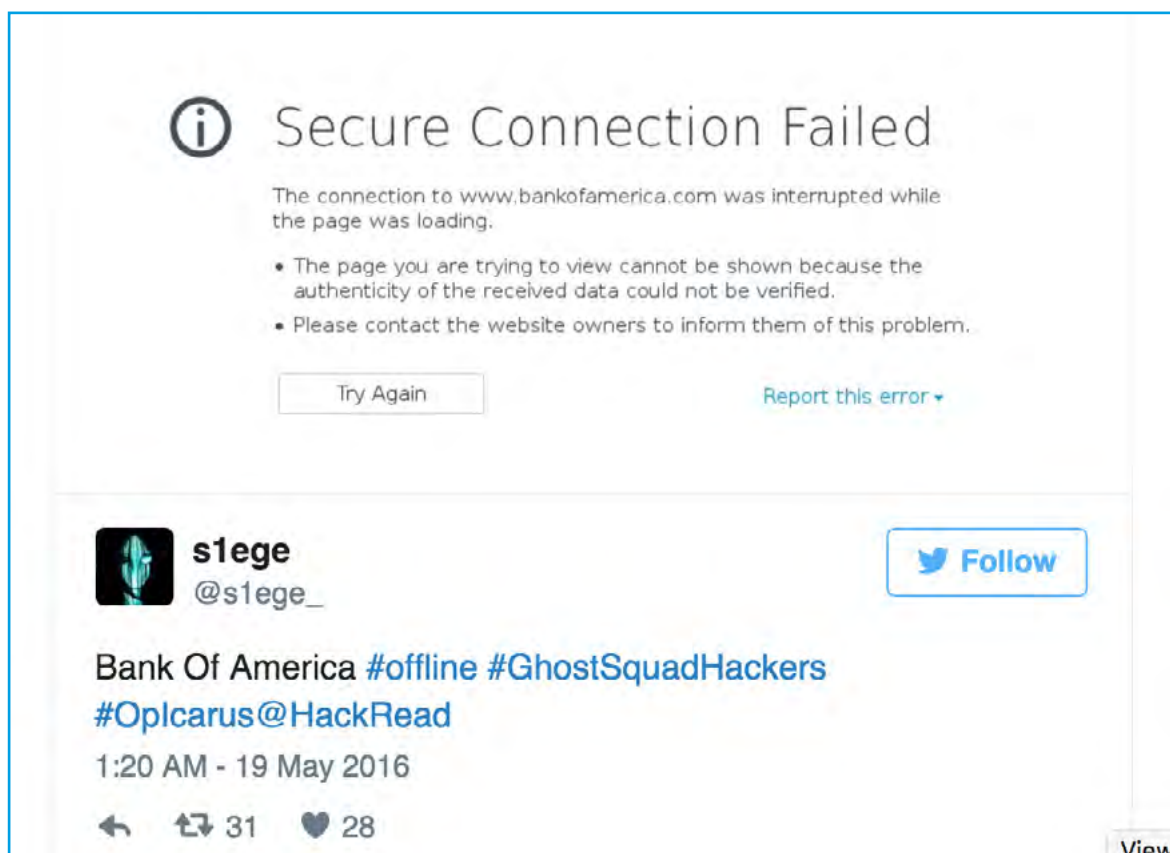 Secure Connection Failed
The connection to www.bankofamerica.com was interrupted while
the page was loading.
• The page you are trying to view cannot be shown because the
authenticity of the received data could not be verified.
• Please contact the website owners to inform them of this problem.
Try Again
Report this error
s1ege
@s1ege_
Follow
Bank Of America #offline #GhostSquadHackers
#OpIcarus@HackRead
1:20 AM - 19 May 2016
31 28
View